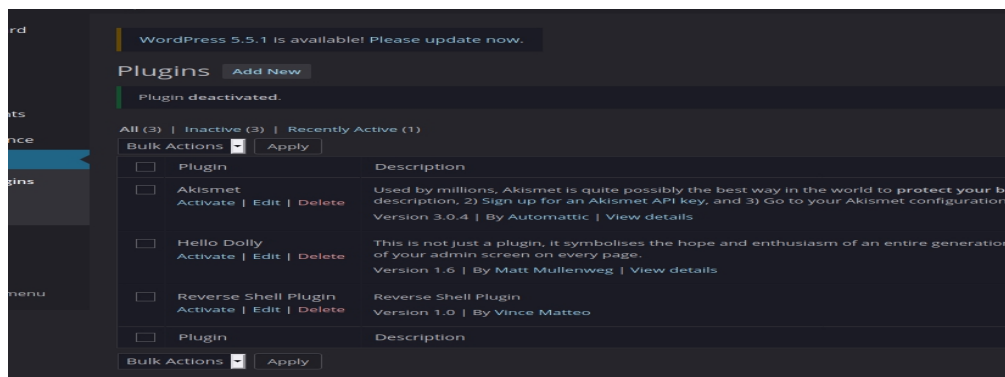 rd
WordPress 5.5.1 is available! Please update now.
Plugins Add New
Plugin deactivated.
nts
All (3) | Inactive (3) | Recently Active (1)
nce
Bulk Actions Apply
Plugin Description
gins
Akismet Used by millions, Akismet is quite possibly the best way in the world to protect your b
Activate | Edit | Delete description, 2) Sign up for an Akismet API key, and 3) Go to your Akismet configuration
Version 3.0.4 | By Automattic | View details
Hello Dolly This is not just a plugin, it symbolises the hope and enthusiasm of an entire generation
Activate | Edit | Delete of your admin screen on every page.
Version 1.6 | By Matt Mullenweg | View details
menu
Reverse Shell Plugin Reverse Shell Plugin
Activate | Edit | Delete Version 1.0 | By Vince Matteo
Plugin Description
Bulk Actions Apply